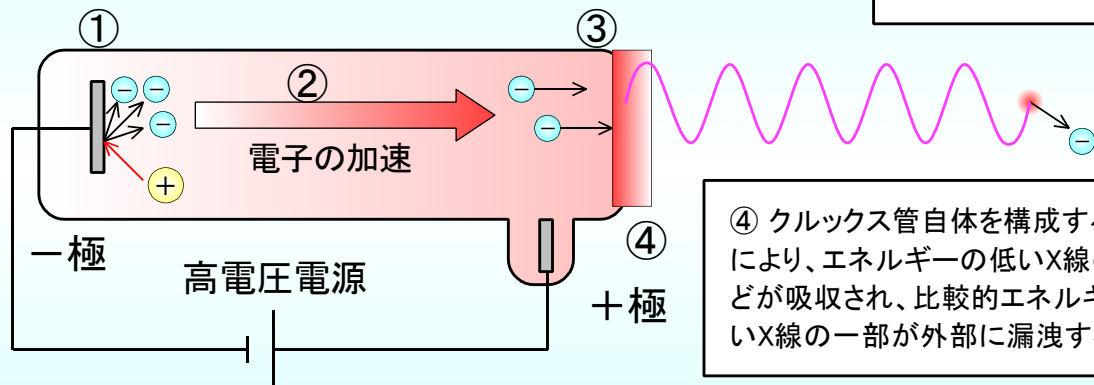 ①
②
③
電子の加速
－極
高電圧電源
＋極
④
④ クルックス管自体を構成す
により、エネルギーの低いX線
どが吸収され、比較的エネルギ
いX線の一部が外部に漏洩す